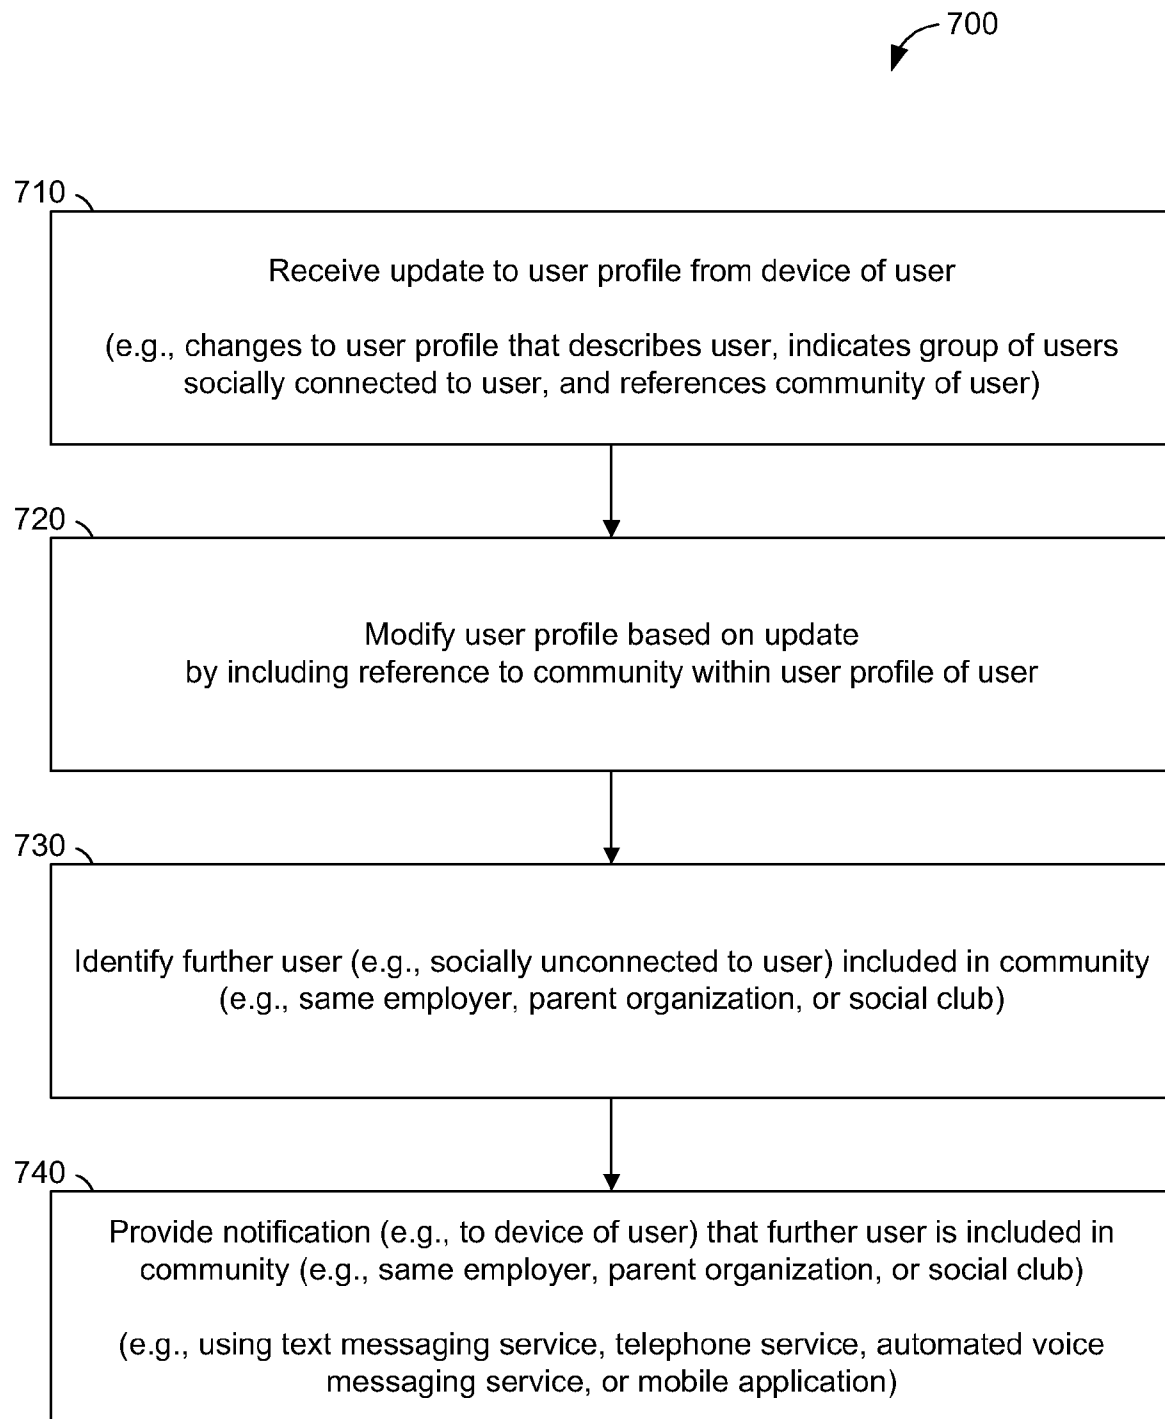 700
710
Receive update to user profile from device of user
(e.g., changes to user profile that describes user, indicates group of users
socially connected to user, and references community of user)
720
Modify user profile based on update
by including reference to community within user profile of user
730
Identify further user (e.g., socially unconnected to user) included in community
(e.g., same employer, parent organization, or social club)
740
Provide notification (e.g., to device of user) that further user is included in
community (e.g., same employer, parent organization, or social club)
(e.g., using text messaging service, telephone service, automated voice
messaging service, or mobile application)